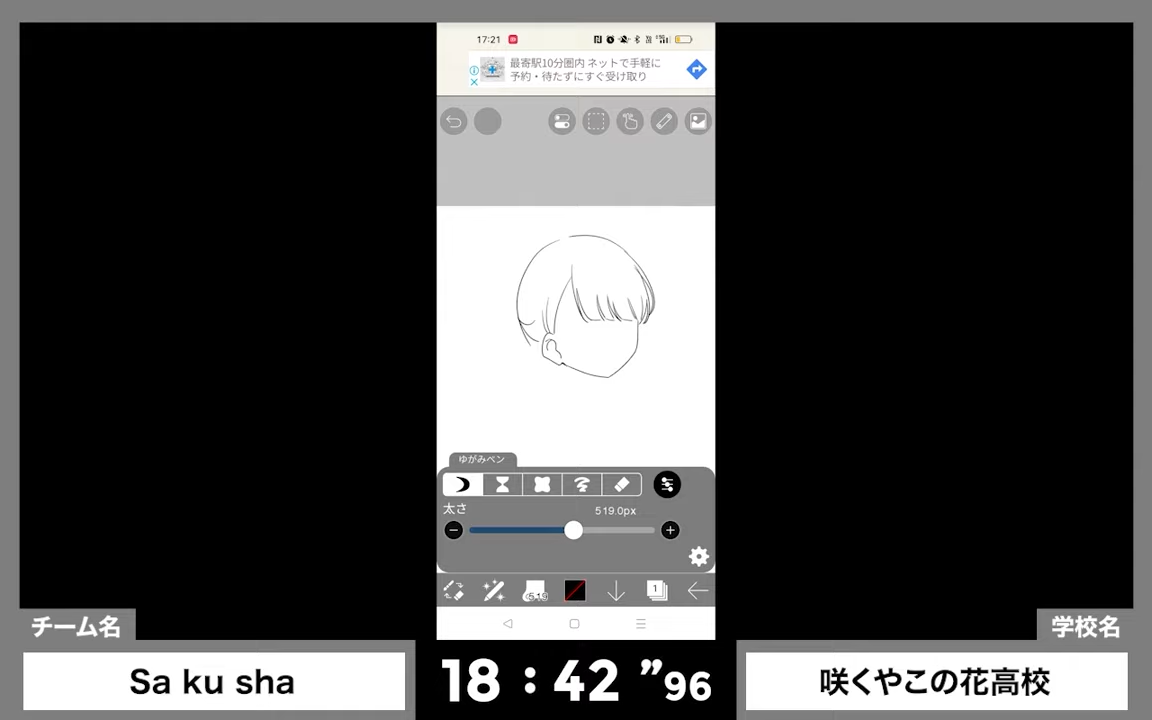 17:21
最寄駅10分圏内 ネットで手軽に
予約・待たずにすぐ受け取り
ゆがみペン
太さ
519.0px
519
1
チーム名
学校名
Sa ku sha
18:42"96
咲くやこの花高校